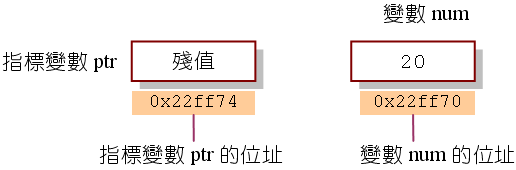 變數 num
指標變數 ptr 殘值 20
0x22ff74 0x22ff70
指標變數 ptr 的位址 變數 num 的位址